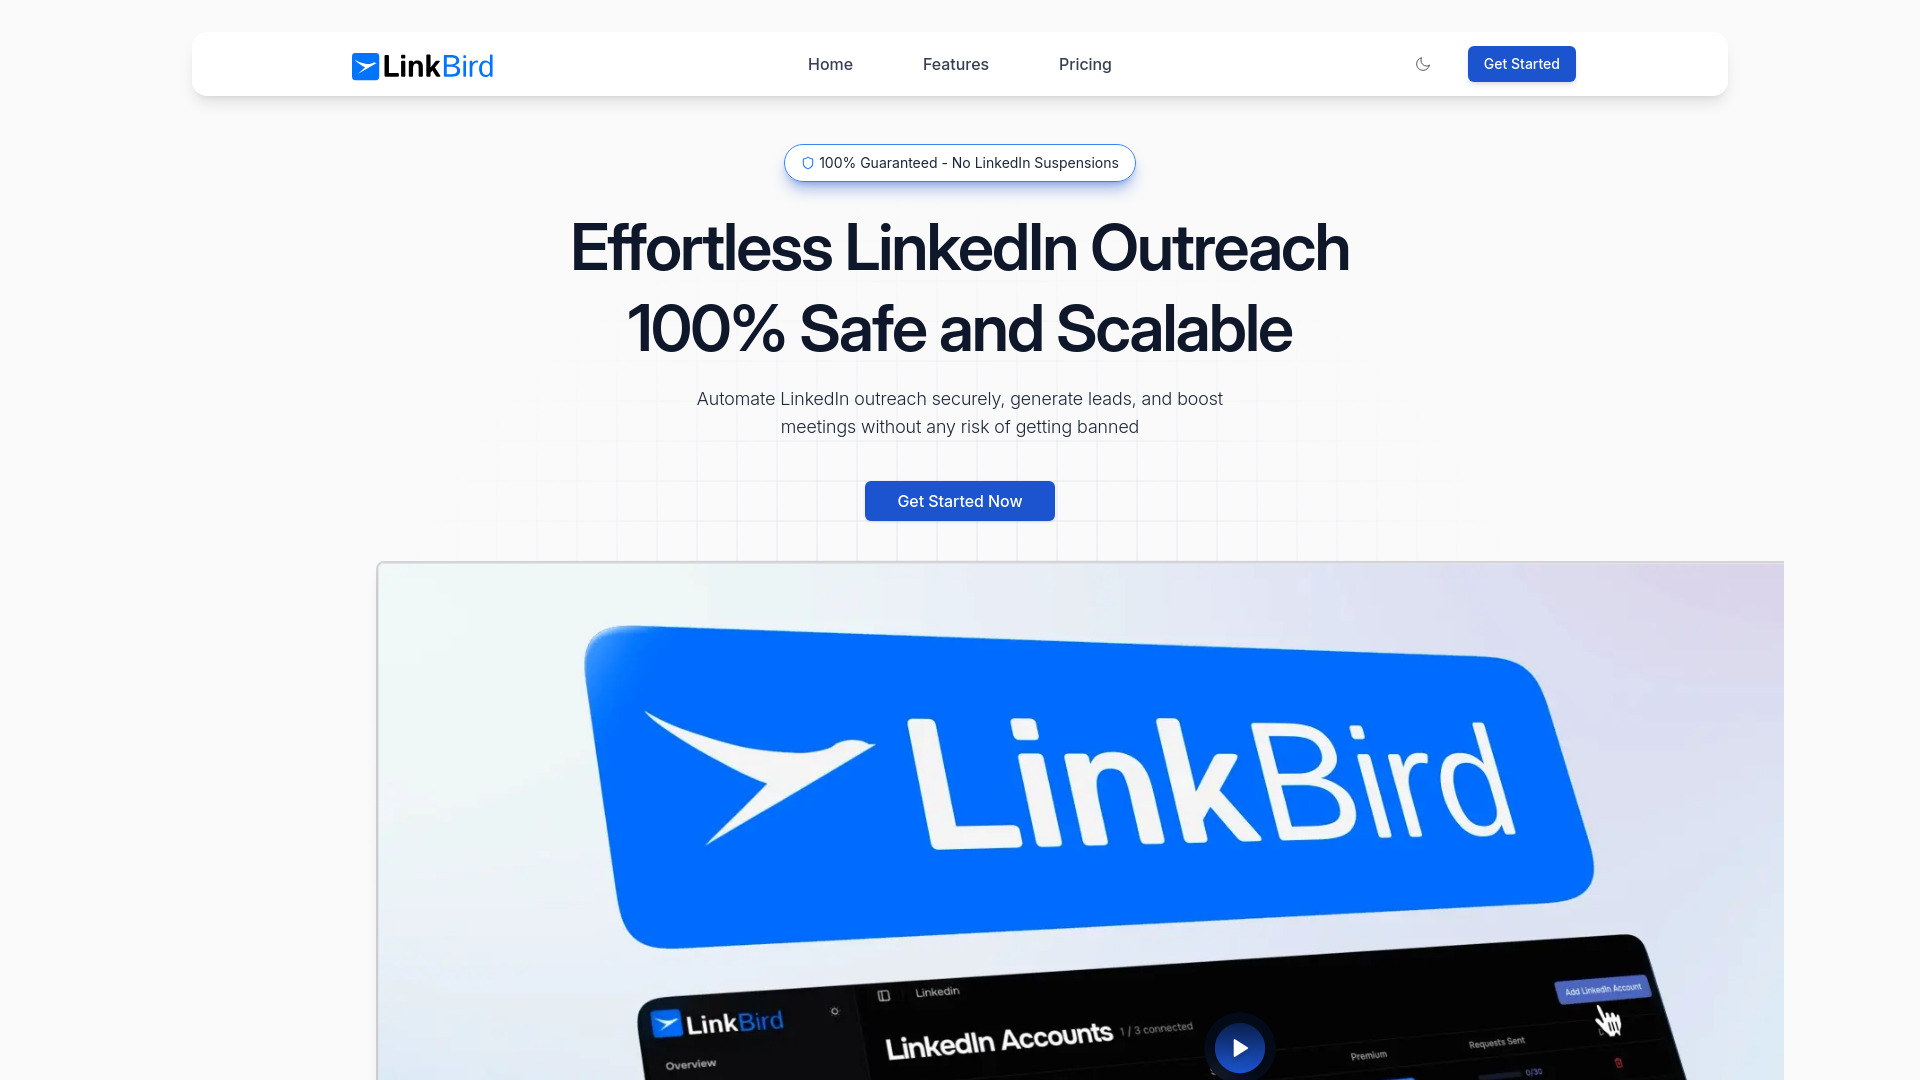 LinkBird
Home
Features
Pricing
Get Started
100% Guaranteed - No LinkedIn Suspensions
Effortless LinkedIn Outreach
100% Safe and Scalable
Automate LinkedIn outreach securely, generate leads, and boost
meetings without any risk of getting banned
Get Started Now
LinkBird
LinkBird
Linkedin
Add LinkedIn Account
LinkedIn Accounts 1 / 3 connected
Overview
Premium
Requests Sent
0/30